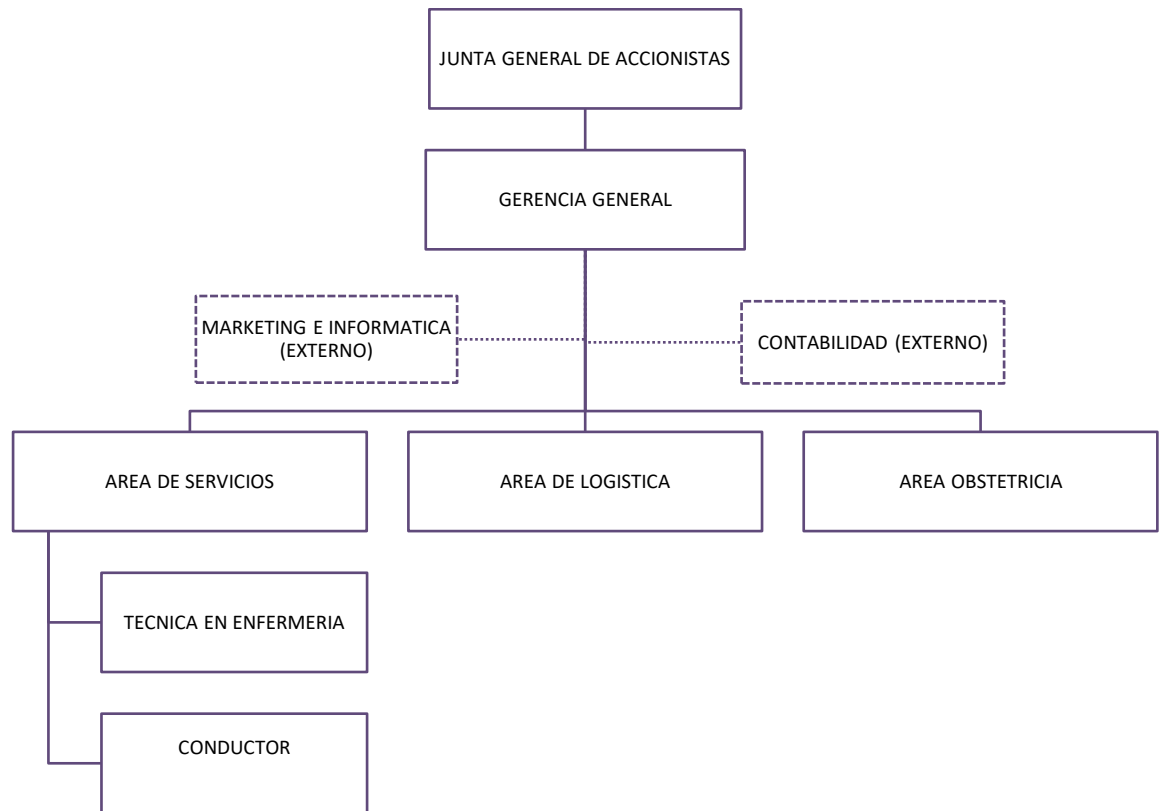 JUNTA GENERAL DE ACCIONISTAS
GERENCIA GENERAL
MARKETING E INFORMATICA
(EXTERNO)
CONTABILIDAD (EXTERNO)
AREA DE SERVICIOS
AREA DE LOGISTICA
AREA OBSTETRICIA
TECNICA EN ENFERMERIA
CONDUCTOR